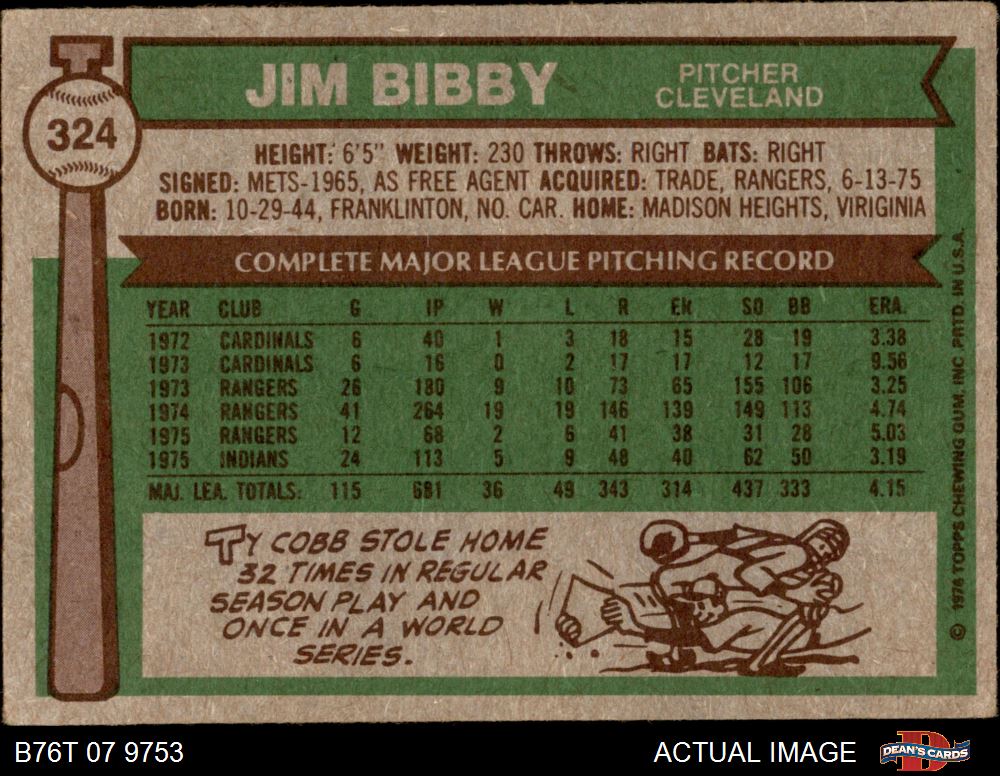 324
JIM BIBBY
PITCHER
CLEVELAND
HEIGHT: 6'5" WEIGHT: 230 THROWS: RIGHT BATS: RIGHT
SIGNED: METS-1965, AS FREE AGENT ACQUIRED: TRADE, RANGERS, 6-13-75
BORN: 10-29-44, FRANKLINTON, NO. CAR. HOME: MADISON HEIGHTS, VIRIGINIA
COMPLETE MAJOR LEAGUE PITCHING RECORD
YEAR CLUB G IP W L R ER SO BB ERA.
1972 CARDINALS 6 40 1 3 18 15 28 19 3.38
1973 CARDINALS 6 16 0 2 17 17 12 17 9.56
1973 RANGERS 26 180 9 10 73 65 155 106 3.25
1974 RANGERS 41 264 19 19 146 139 149 113 4.74
1975 RANGERS 12 68 2 6 41 38 31 28 5.03
1975 INDIANS 24 113 5 9 48 40 62 50 3.19
MAJ. LEA. TOTALS: 115 681 36 49 343 314 437 333 4.15
TY COBB STOLE HOME
32 TIMES IN REGULAR
SEASON PLAY AND
ONCE IN A WORLD
SERIES.
© 1976 TOPPS CHEWING GUM, INC. PRTD. IN U.S.A.
B76T 07 9753
ACTUAL IMAGE
DEAN'S CARDS